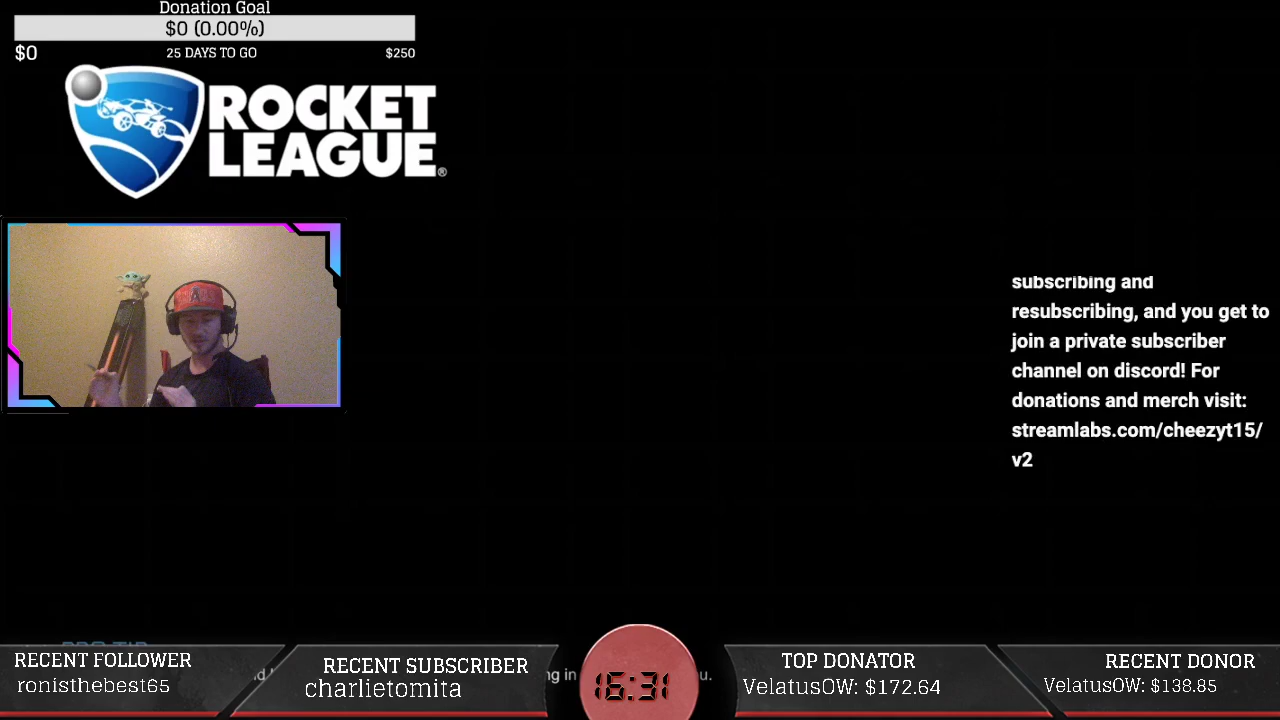 Donation Goal
$0 (0.00%)
$0
25 DAYS TO GO
$250
ROCKET
LEAGUE®
subscribing and
resubscribing, and you get to
join a private subscriber
channel on discord! For
donations and merch visit:
streamlabs.com/cheezyt15/
v2
RECENT FOLLOWER
ronisthebest65
RECENT SUBSCRIBER
charlietomita
16:31
TOP DONATOR
VelatusOW: $172.64
RECENT DONOR
VelatusOW: $138.85